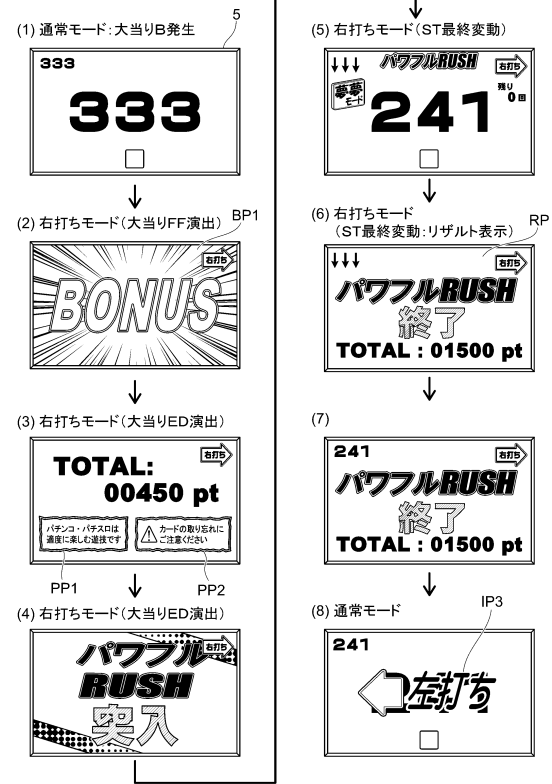 (1) 通常モード：大当りB発生
5
333
333
(2) 右打ちモード（大当りFF演出）
BP1
右打ち
BONUS
(3) 右打ちモード（大当りED演出）
右打ち
TOTAL:
00450 pt
パチンコ・パチスロは
適度に楽しむ遊技です
カードの取り忘れに
ご注意ください
PP1
PP2
(4) 右打ちモード（大当りED演出）
右打ち
パワフル
RUSH
突入
(5) 右打ちモード（ST最終変動）
パワフルRUSH
右打ち
夢夢
モード
241
残り
0回
(6) 右打ちモード
（ST最終変動：リザルト表示）
RP
右打ち
パワフルRUSH
終了
TOTAL : 01500 pt
(7)
241
右打ち
パワフルRUSH
終了
TOTAL : 01500 pt
(8) 通常モード
IP3
241
左打ち